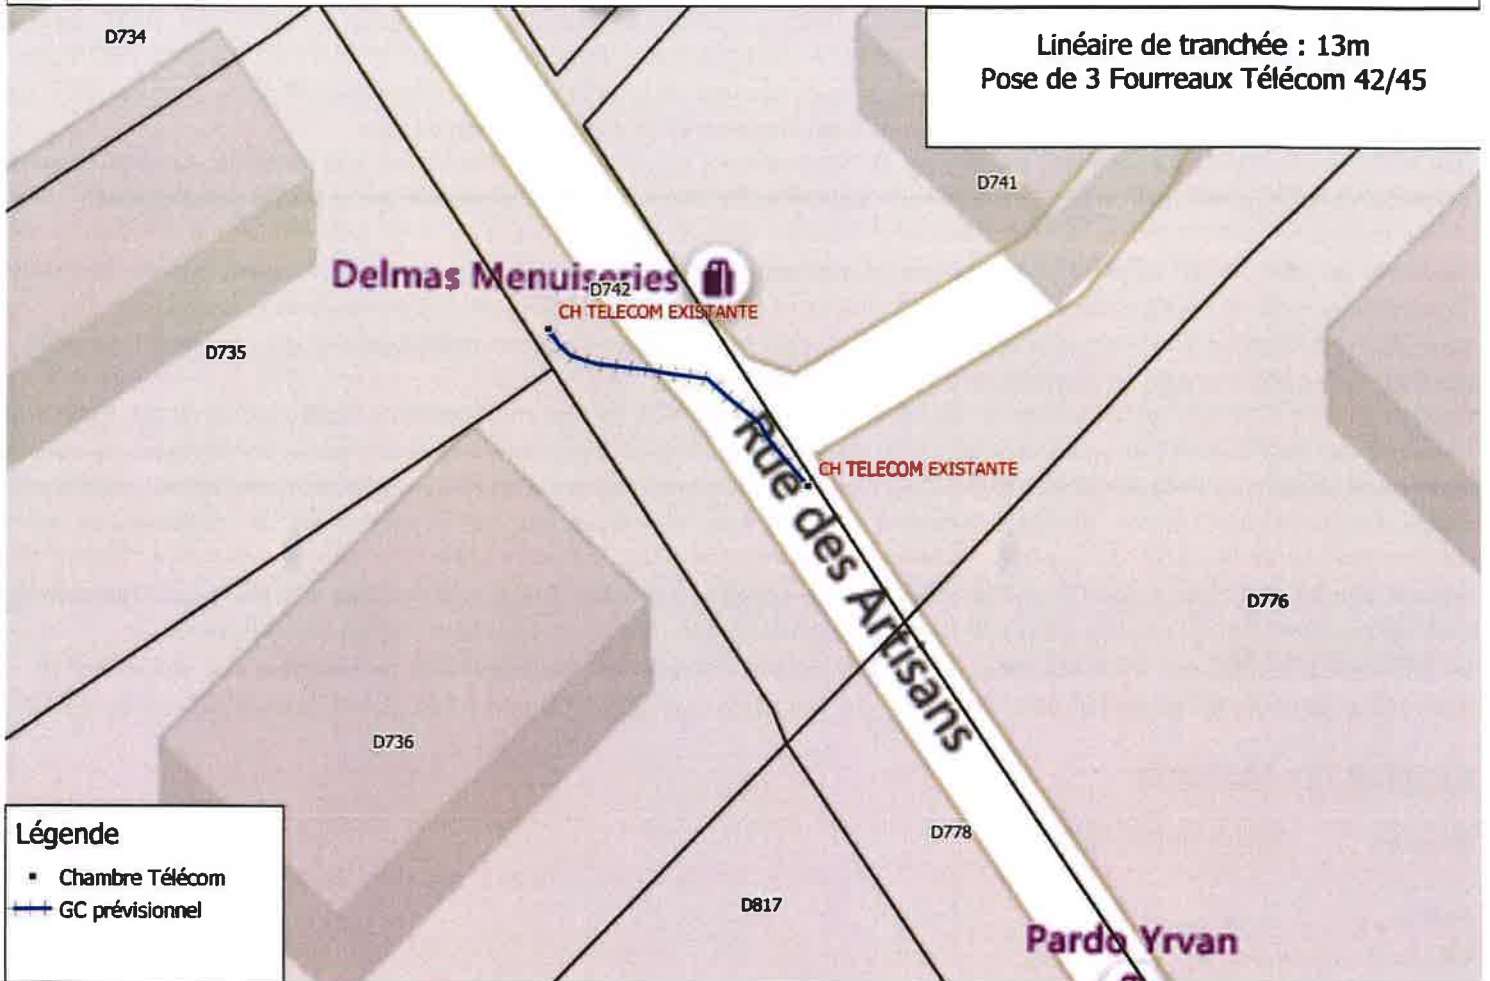 D734
Linéaire de tranchée : 13m
Pose de 3 Fourreaux Télécom 42/45
D741
Delmas Menuiseries
D742
CH TELECOM EXISTANTE
D735
Rue des Artisans
CH TELECOM EXISTANTE
D776
D736
D778
Légende
Chambre Télécom
GC prévisionnel
D817
Pardo Yrvan